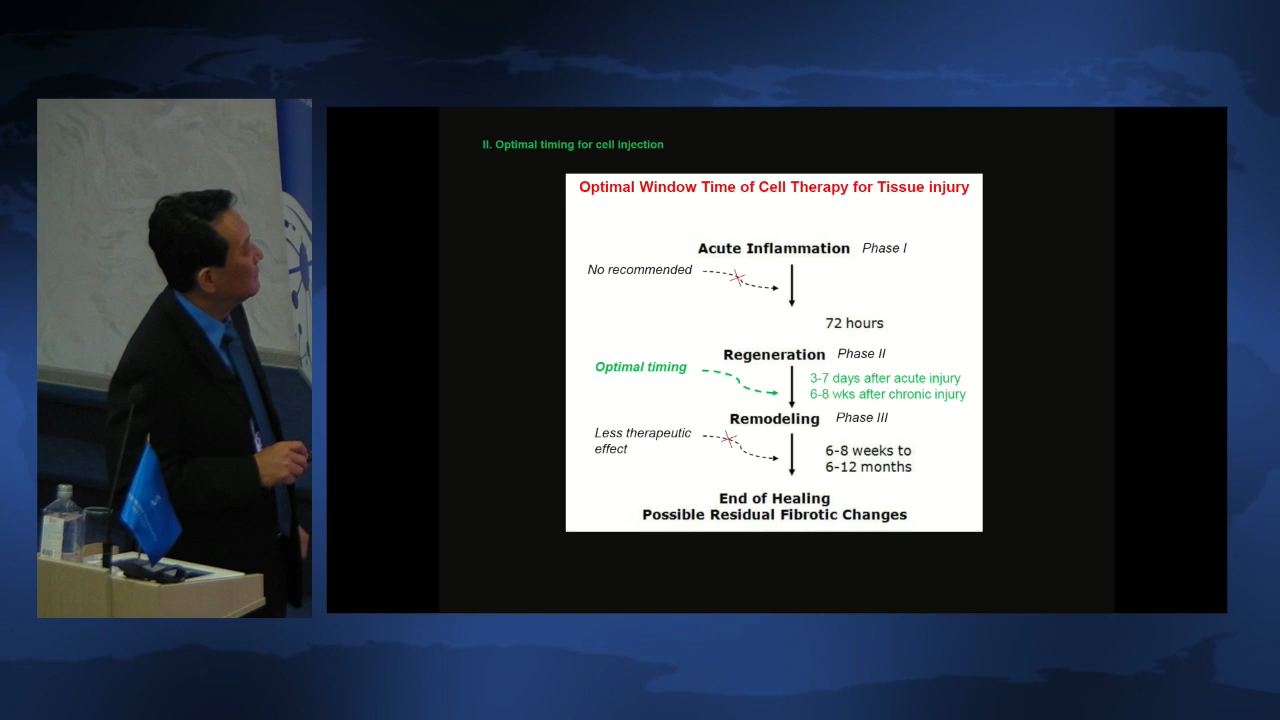 II. Optimal timing for cell injection
Optimal Window Time of Cell Therapy for Tissue injury
Acute Inflammation Phase I
No recommended
72 hours
Regeneration Phase II
Optimal timing
3-7 days after acute injury
6-8 wks after chronic injury
Remodeling Phase III
Less therapeutic
effect
6-8 weeks to
6-12 months
End of Healing
Possible Residual Fibrotic Changes